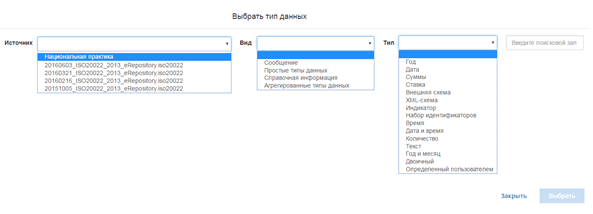 Выбрать тип данных
Источник
Вид
Тип
Введите поисковой зап
Национальная практика
20160603_ISO20022_2013_eRepository.iso20022
20160321_ISO20022_2013_eRepository.iso20022
20160216_ISO20022_2013_eRepository.iso20022
20151005_ISO20022_2013_eRepository.iso20022
Сообщение
Простые типы данных
Справочная информация
Агрегированные типы данных
Год
Дата
Суммы
Ставка
Внешняя схема
XML-схема
Индикатор
Набор идентификаторов
Время
Дата и время
Количество
Текст
Год и месяц
Двоичный
Определенный пользователем
Закрыть
Выбрать